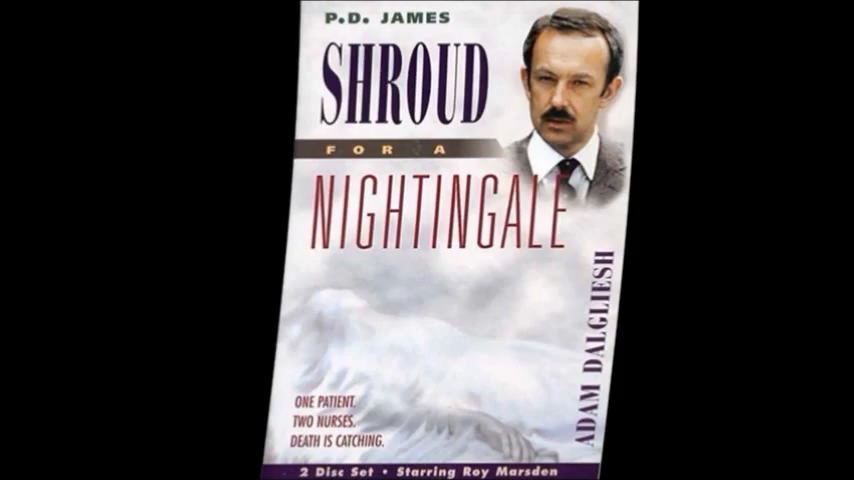 P.D. JAMES
SHROUD
FOR A
NIGHTINGALE
ADAM DALGLIESH
ONE PATIENT.
TWO NURSES.
DEATH IS CATCHING.
2 Disc Set • Starring Roy Marsden